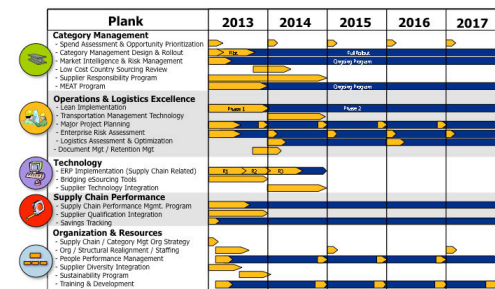 Plank 2013 2014 2015 2016 2017
Category Management
- Spend Assessment & Opportunity Prioritization
- Category Management Design & Rollout Pilot Full Rollout
- Market Intelligence & Risk Management Ongoing Program
- Low Cost Country Sourcing Review
- Supplier Responsibility Program
- MEAT Program Ongoing Program
Operations & Logistics Excellence
- Lean Implementation Phase 1 Phase 2
- Transportation Management Technology
- Major Project Planning
- Enterprise Risk Assessment
- Logistics Assessment & Optimization
- Document Mgt / Retention Mgt
Technology
- ERP Implementation (Supply Chain Related) R1 R2 R3
- Bridging eSourcing Tools
- Supplier Technology Integration
Supply Chain Performance
- Supply Chain Performance Mgmt. Program
- Supplier Qualification Integration
- Savings Tracking
Organization & Resources
- Supply Chain / Category Mgt Org Strategy
- Org / Structural Realignment / Staffing
- People Performance Management
- Supplier Diversity Integration
- Sustainability Program
- Training & Development